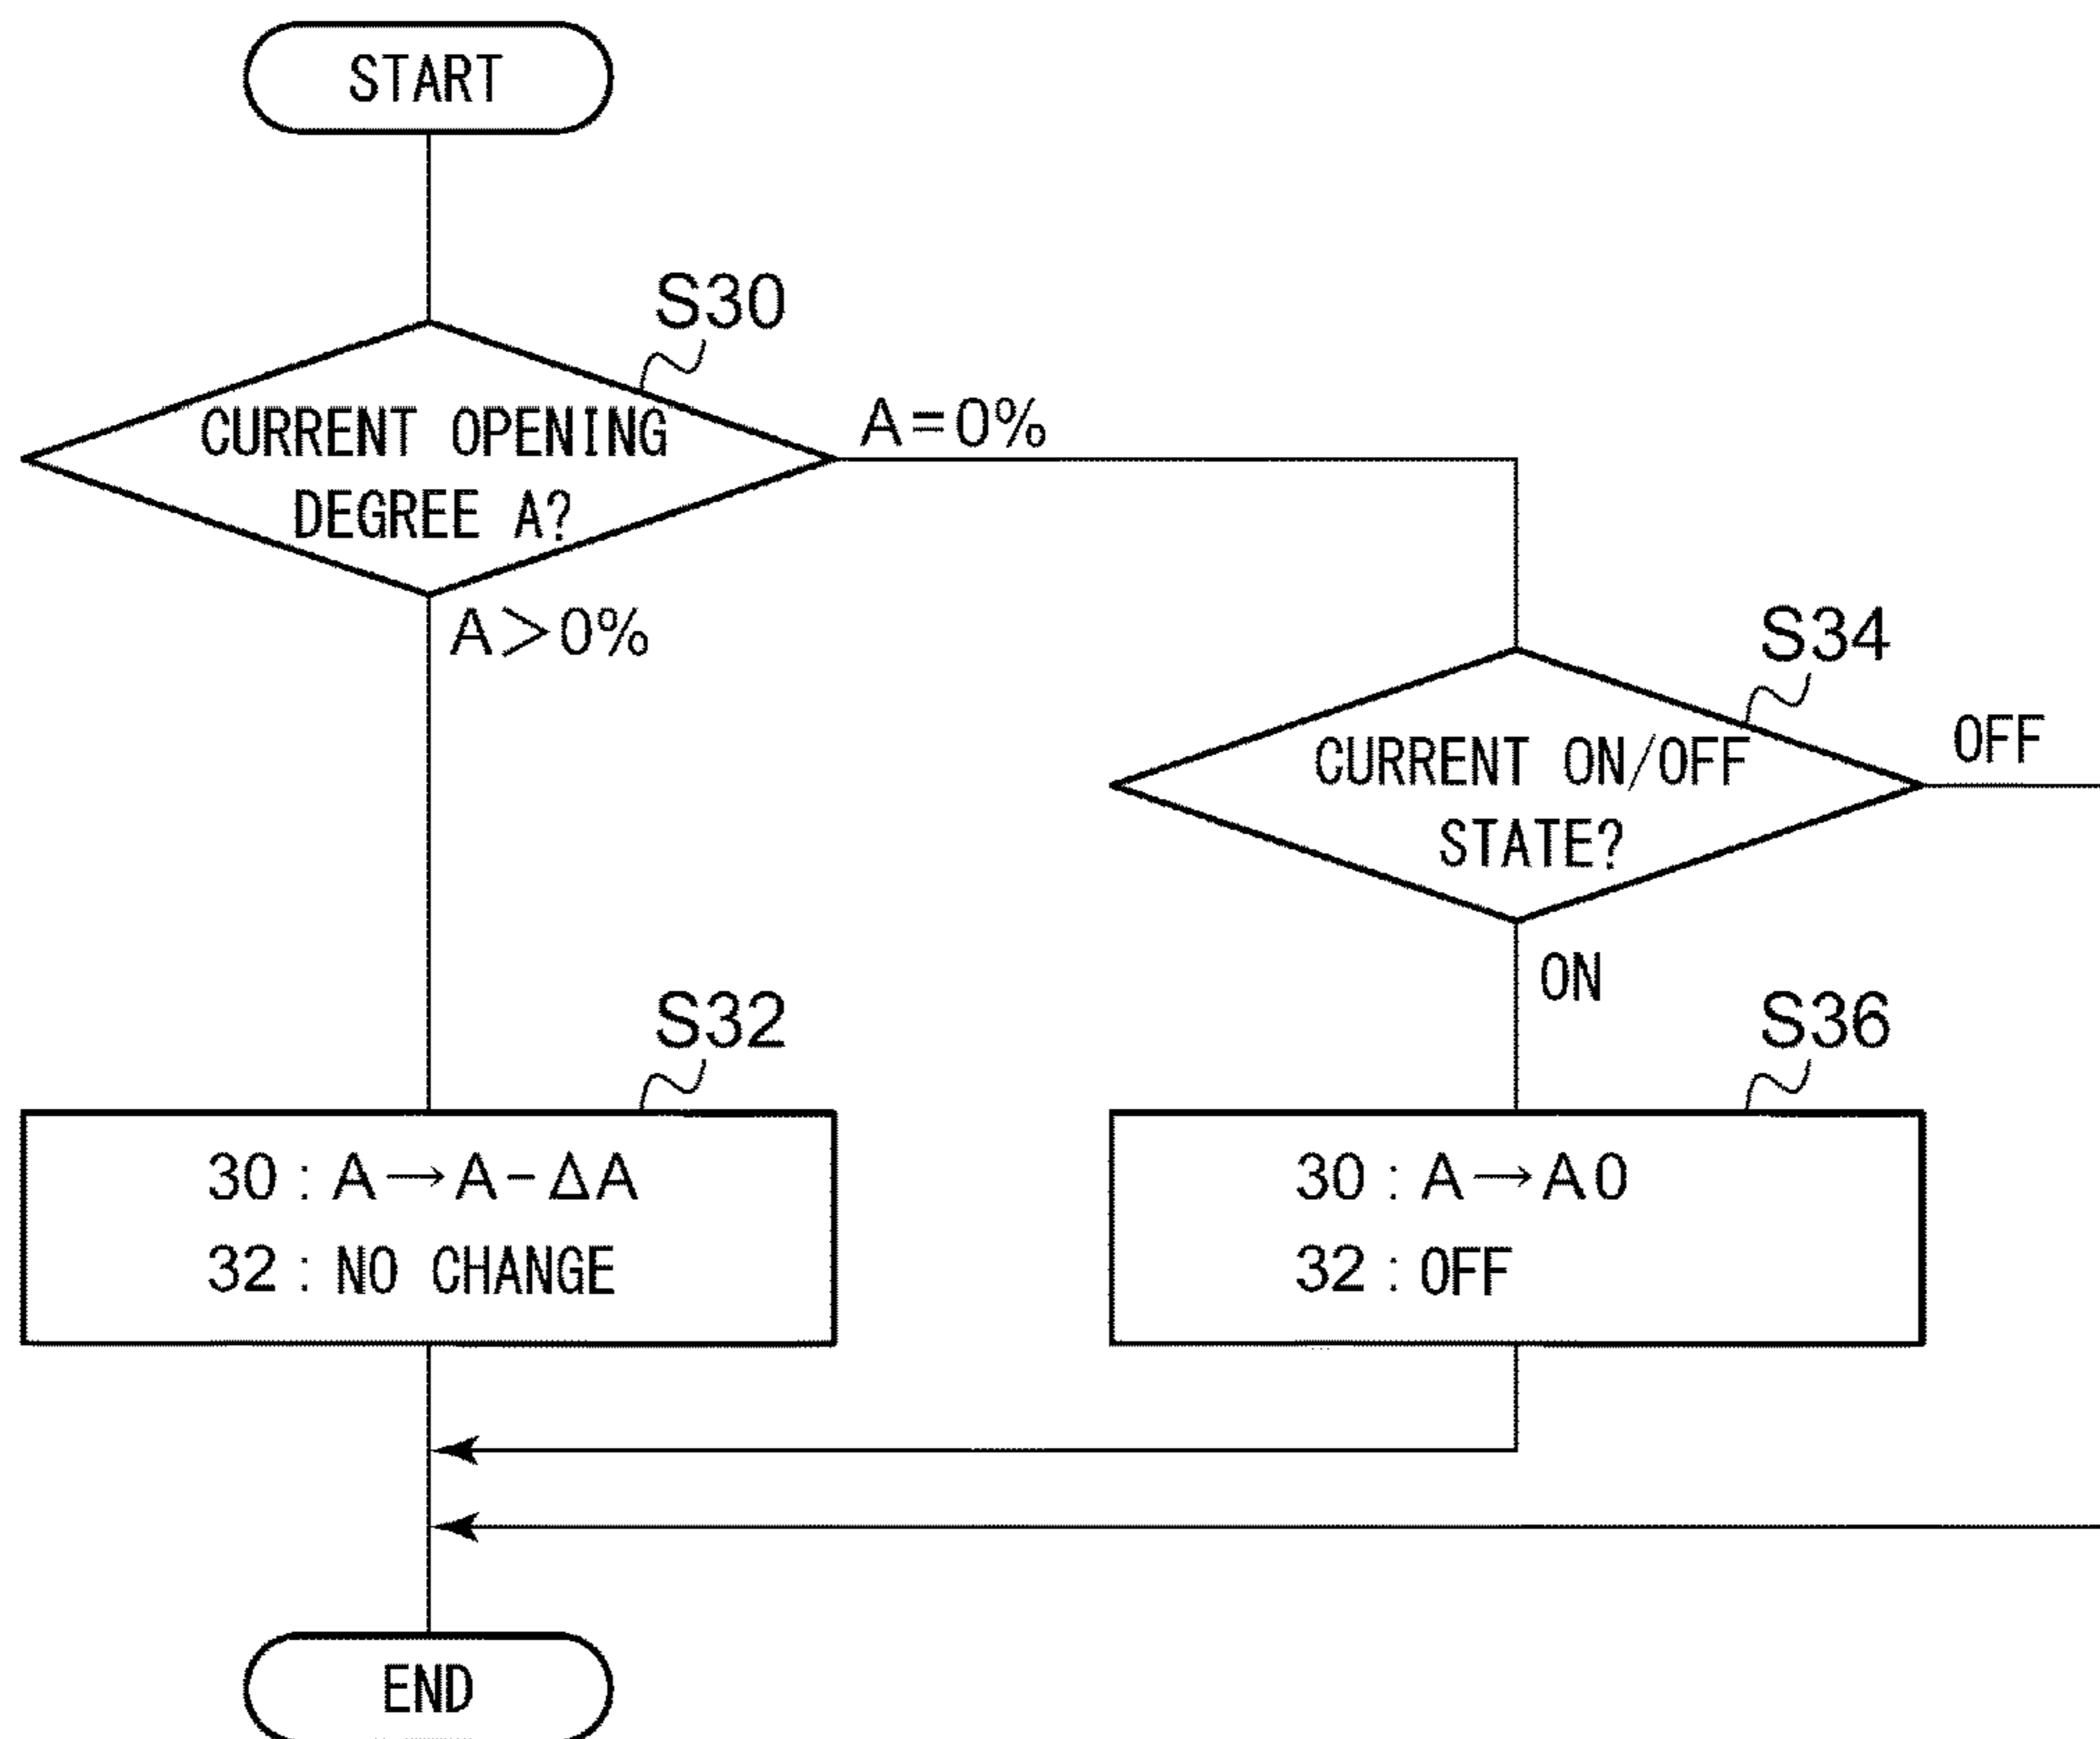 START
S30
CURRENT OPENING
DEGREE A?
A=0%
A>0%
S34
CURRENT ON/OFF
STATE?
OFF
ON
S32
30 : A→A-ΔA
32 : NO CHANGE
S36
30 : A→A0
32 : OFF
END